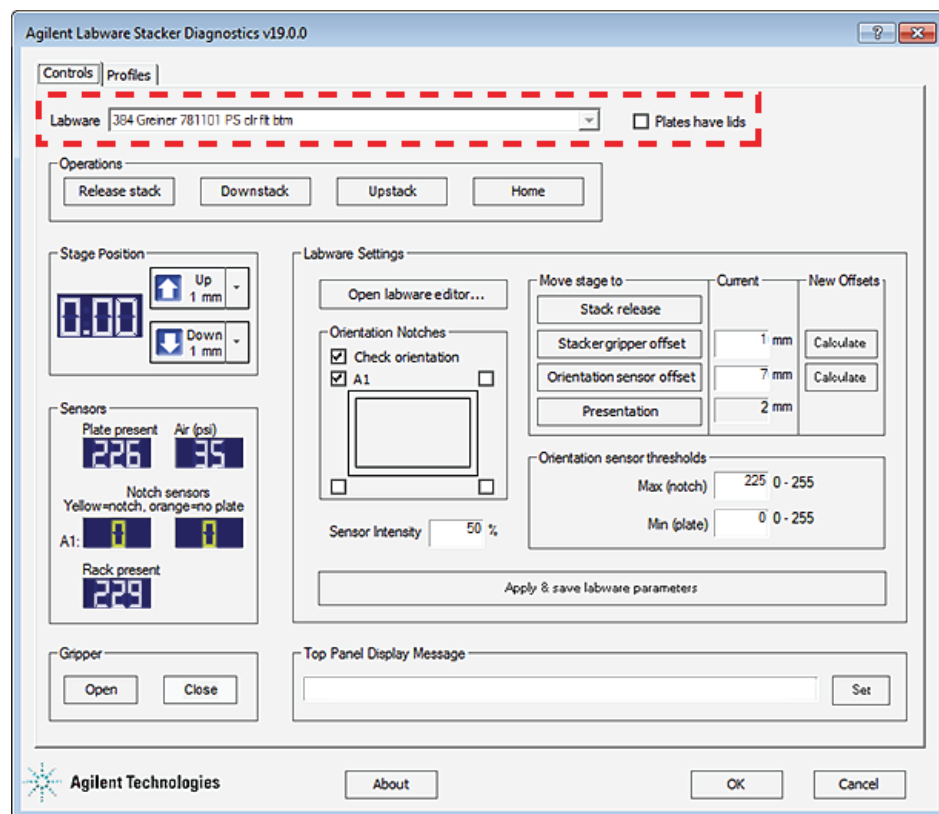 Agilent Labware Stacker Diagnostics v19.0.0
Controls Profiles
Labware 384 Greiner 781101 PS clr flt btm Plates have lids
Operations
Release stack Downstack Upstack Home
Stage Position
0.00
Up
1 mm
Down
1 mm
Labware Settings
Open labware editor...
Orientation Notches
Check orientation
A1
Sensor Intensity 50 %
Move stage to Current New Offsets
Stack release
Stacker gripper offset 1 mm Calculate
Orientation sensor offset 7 mm Calculate
Presentation 2 mm
Orientation sensor thresholds
Max (notch) 225 0 - 255
Min (plate) 0 0 - 255
Apply & save labware parameters
Sensors
Plate present Air (psi)
226 35
Notch sensors
Yellow=notch, orange=no plate
A1: 0 0
Rack present
229
Gripper
Open Close
Top Panel Display Message
Set
Agilent Technologies About OK Cancel